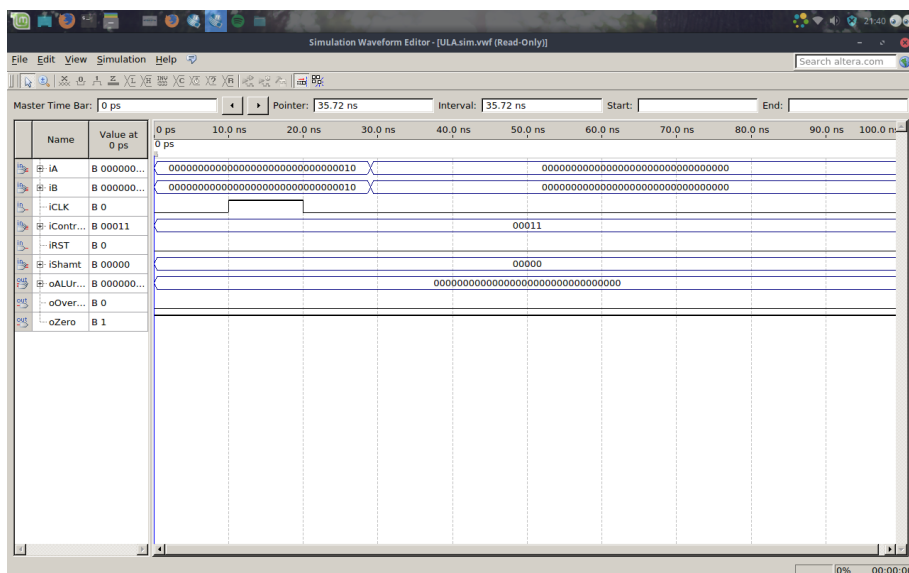 21:40
Simulation Waveform Editor - [ULA.sim.vwf (Read-Only)]
File Edit View Simulation Help
Search altera.com
Master Time Bar: 0 ps Pointer: 35.72 ns Interval: 35.72 ns Start: End:
Name Value at 0 ps
0 ps 10.0 ns 20.0 ns 30.0 ns 40.0 ns 50.0 ns 60.0 ns 70.0 ns 80.0 ns 90.0 ns 100.0 ns
0 ps
iA B 000000... 00000000000000000000000000000010 00000000000000000000000000000000
iB B 000000... 00000000000000000000000000000010 00000000000000000000000000000000
iCLK B 0
iContr... B 00011 00011
iRST B 0
iShamt B 00000 00000
oALUr... B 000000... 00000000000000000000000000000000
oOver... B 0
oZero B 1
0% 00:00:0